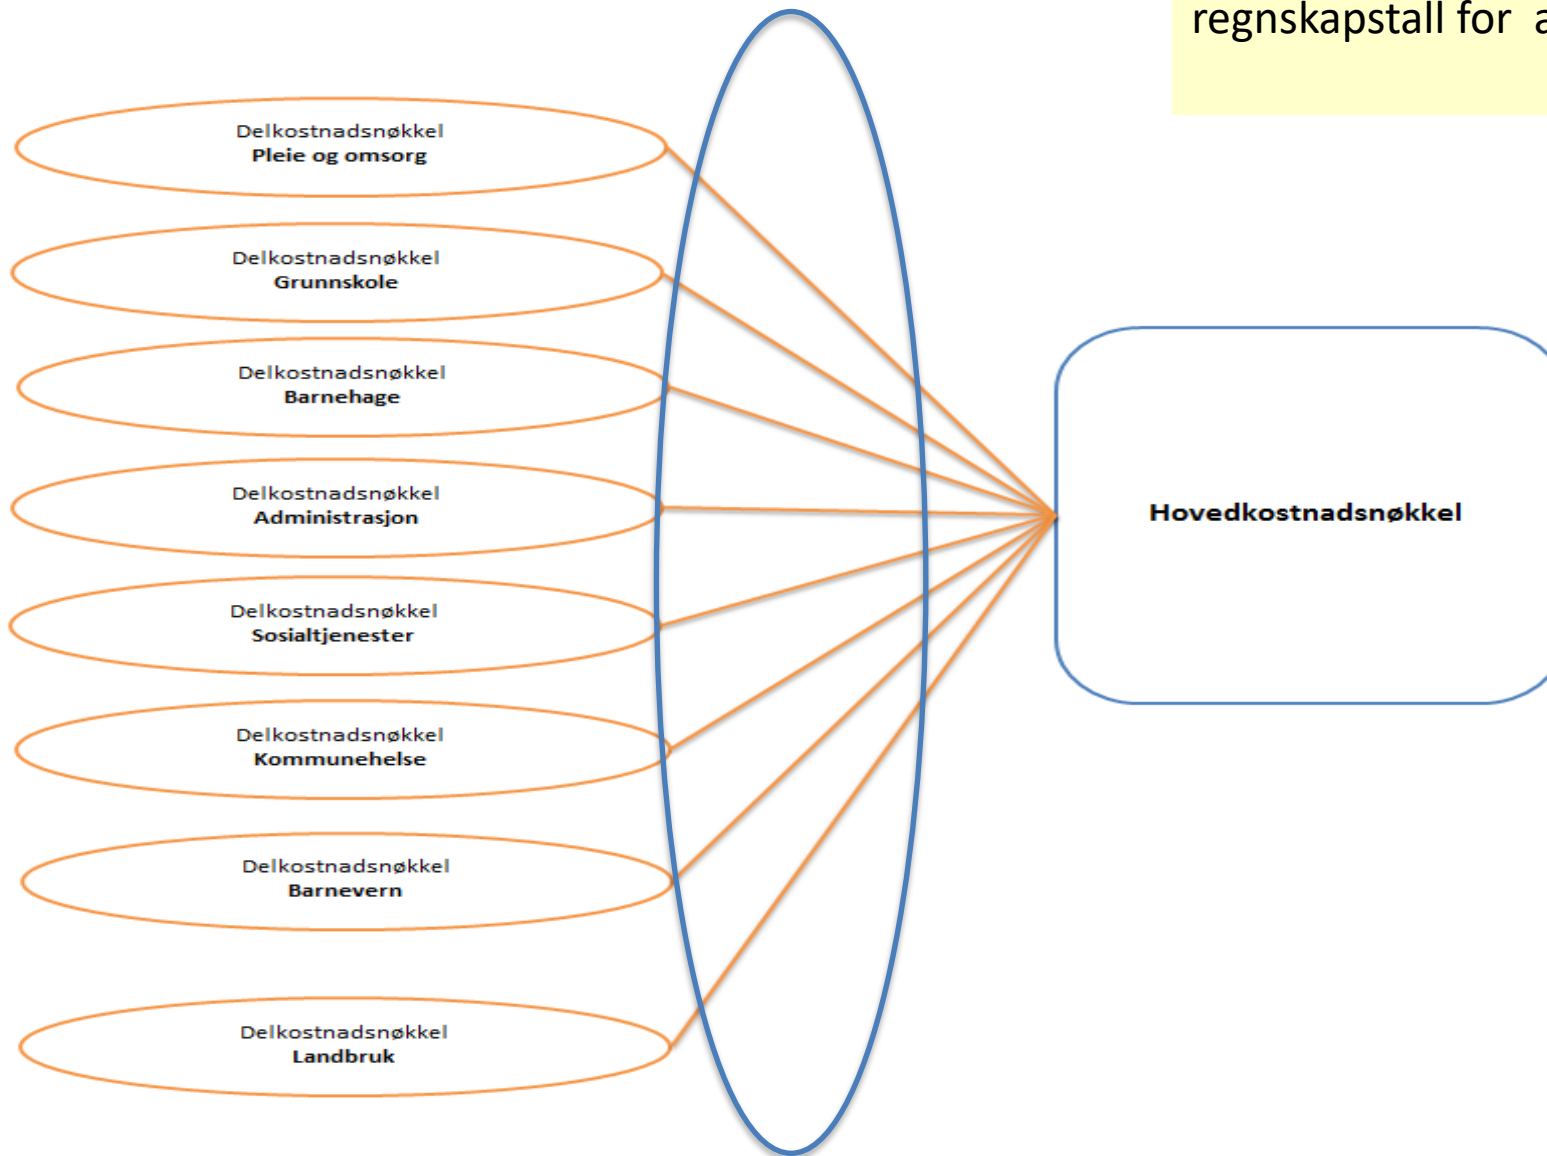 regnskapstall for
Delkostnadsnøkkel
Pleie og omsorg
Delkostnadsnøkkel
Grunnskole
Delkostnadsnøkkel
Barnehage
Delkostnadsnøkkel
Administrasjon
Delkostnadsnøkkel
Sosialtjenester
Delkostnadsnøkkel
Kommunehelse
Delkostnadsnøkkel
Barnevern
Delkostnadsnøkkel
Landbruk
Hovedkostnadsnøkkel